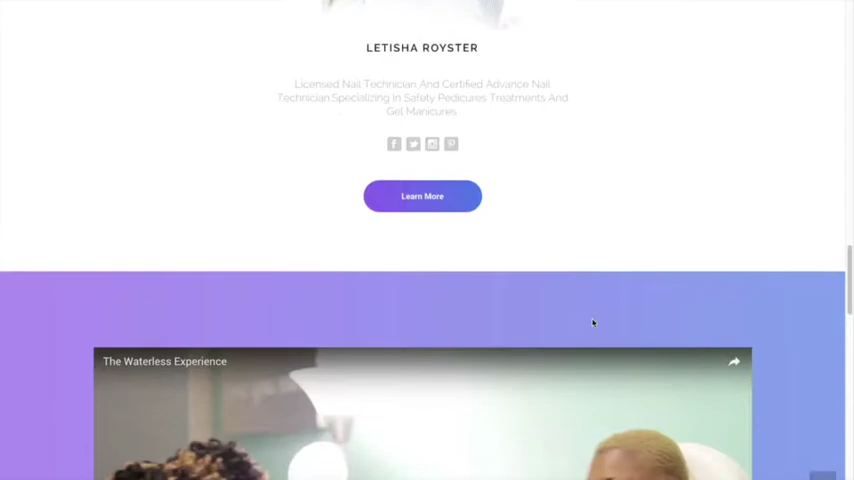 LETISHA ROYSTER
Licensed Nail Technician And Certified Advance Nail
Technician Specializing In Safety Pedicures Treatments And
Gel Manicures
Learn More
The Waterless Experience